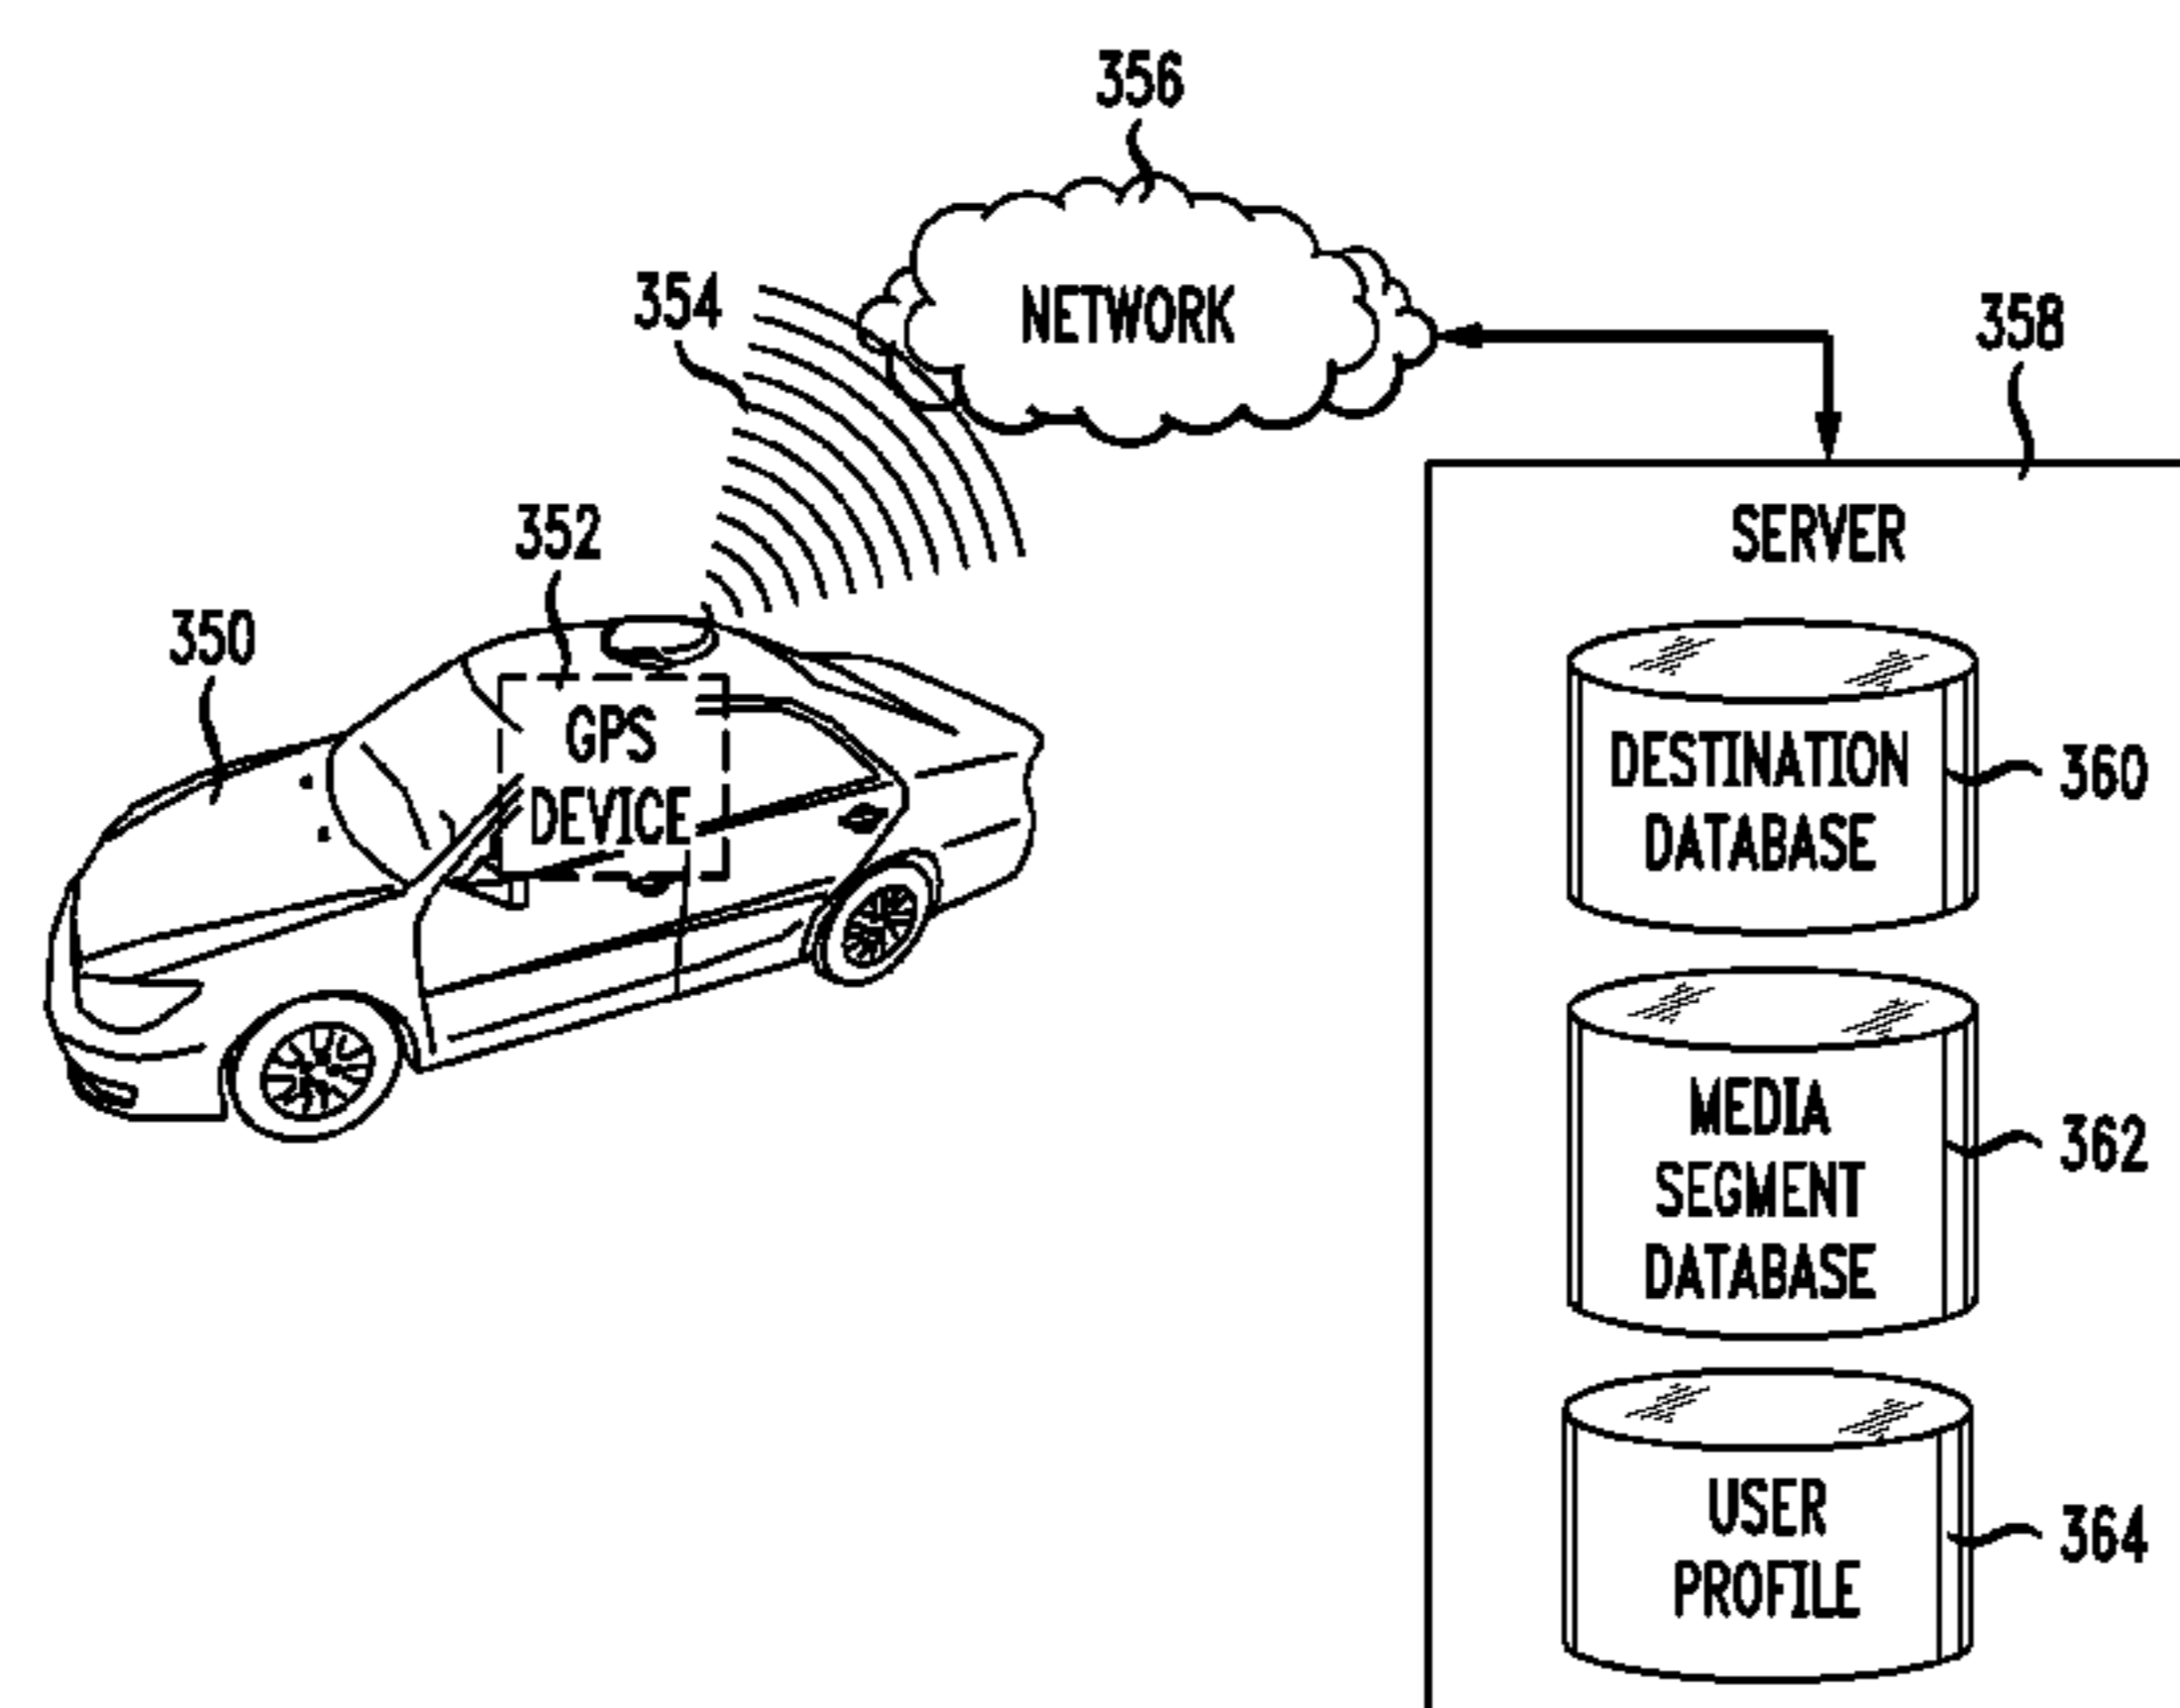 356
354
NETWORK
358
352
SERVER
350
GPS
DEVICE
DESTINATION
DATABASE
360
MEDIA
SEGMENT
DATABASE
362
USER
PROFILE
364